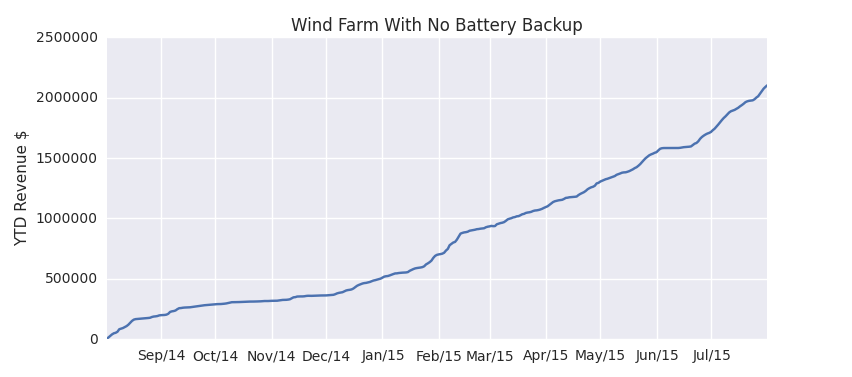 Wind Farm With No Battery Backup
2500000
2000000
1500000
1000000
500000
0
YTD Revenue $
Sep/14 Oct/14 Nov/14 Dec/14 Jan/15 Feb/15 Mar/15 Apr/15 May/15 Jun/15 Jul/15